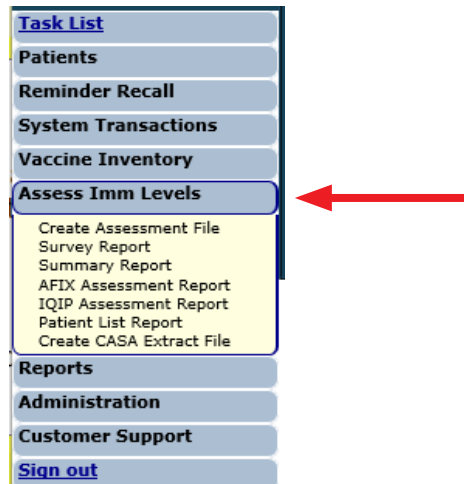 Task List
Patients
Reminder Recall
System Transactions
Vaccine Inventory
Assess Imm Levels
Create Assessment File
Survey Report
Summary Report
AFIX Assessment Report
IQIP Assessment Report
Patient List Report
Create CASA Extract File
Reports
Administration
Customer Support
Sign out